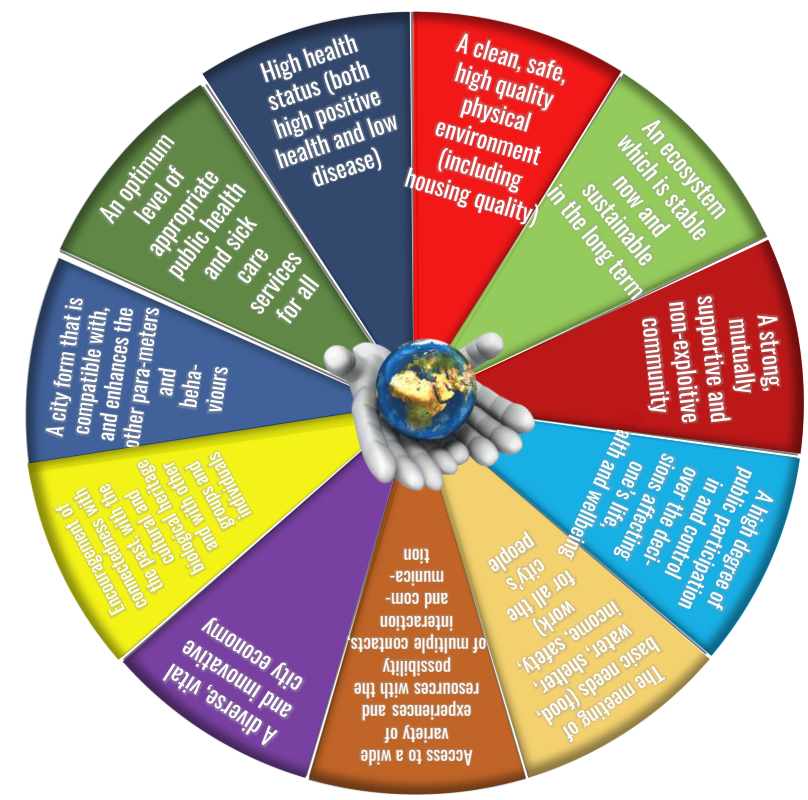 A clean, safe,
high quality
physical
environment
(including
housing quality)
An ecosystem
which is stable
now and
sustainable
in the long term
A strong,
mutually
supportive and
non-exploitive
community
A high degree of
public participation
in and control
over the deci-
sions affecting
one's life,
health and wellbeing
The meeting of
basic needs (food,
water, shelter,
income, safety,
work)
for all the
city's
people
Access to a wide
variety of
experiences and
resources with the
possibility
of multiple contacts,
interaction
and com-
munica-
tion
A diverse, vital
and innovative
city economy
Encouragement of
connectedness with
the past, with the
cultural and
biological heritage
and with other
groups and
individuals
A city form that is
compatible with,
and enhances the
other para-meters
and
beha-
viours
An optimum
level of
appropriate
public health
and sick
care
services
for all
High health
status (both
high positive
health and low
disease)